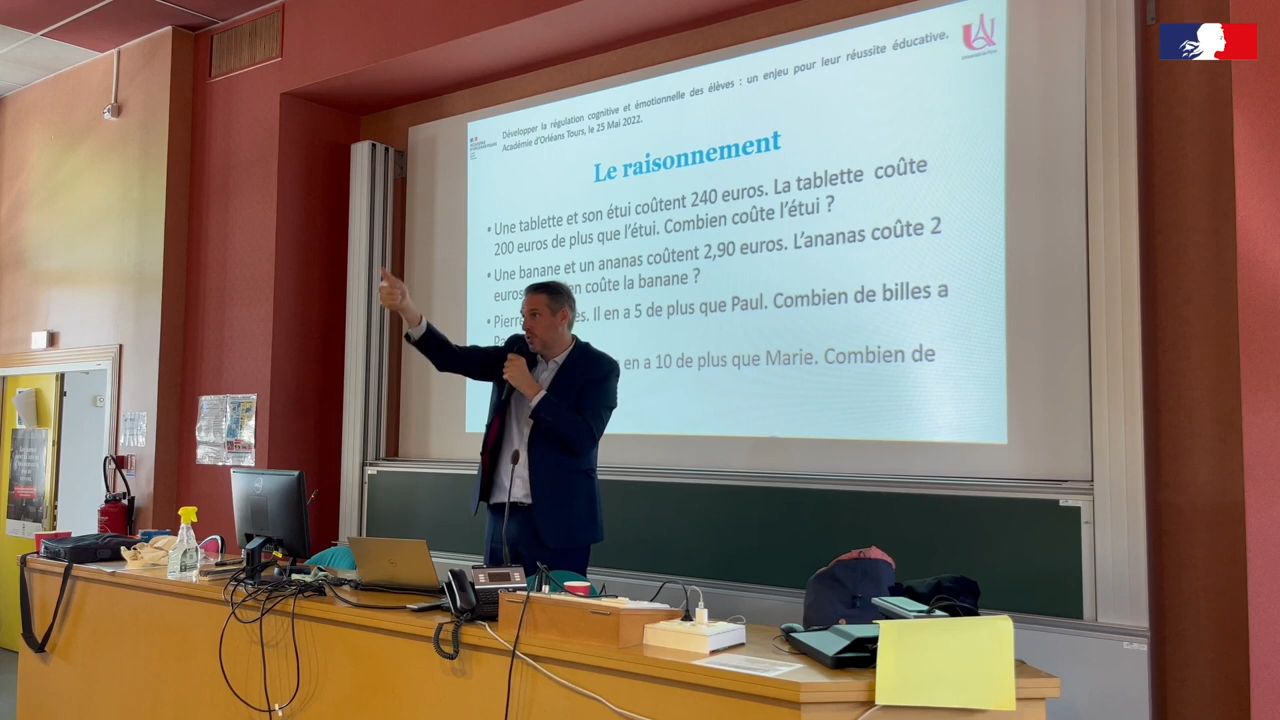 Développer la régulation cognitive et émotionnelle des élèves : un enjeu pour leur réussite éducative.
Académie d'Orléans Tours, le 25 Mai 2022.
Le raisonnement
• Une tablette et son étui coûtent 240 euros. La tablette coûte
200 euros de plus que l'étui. Combien coûte l'étui ?
• Une banane et un ananas coûtent 2,90 euros. L'ananas coûte 2
euros en coûte la banane ?
• Pierre es. Il en a 5 de plus que Paul. Combien de billes a
en a 10 de plus que Marie. Combien de